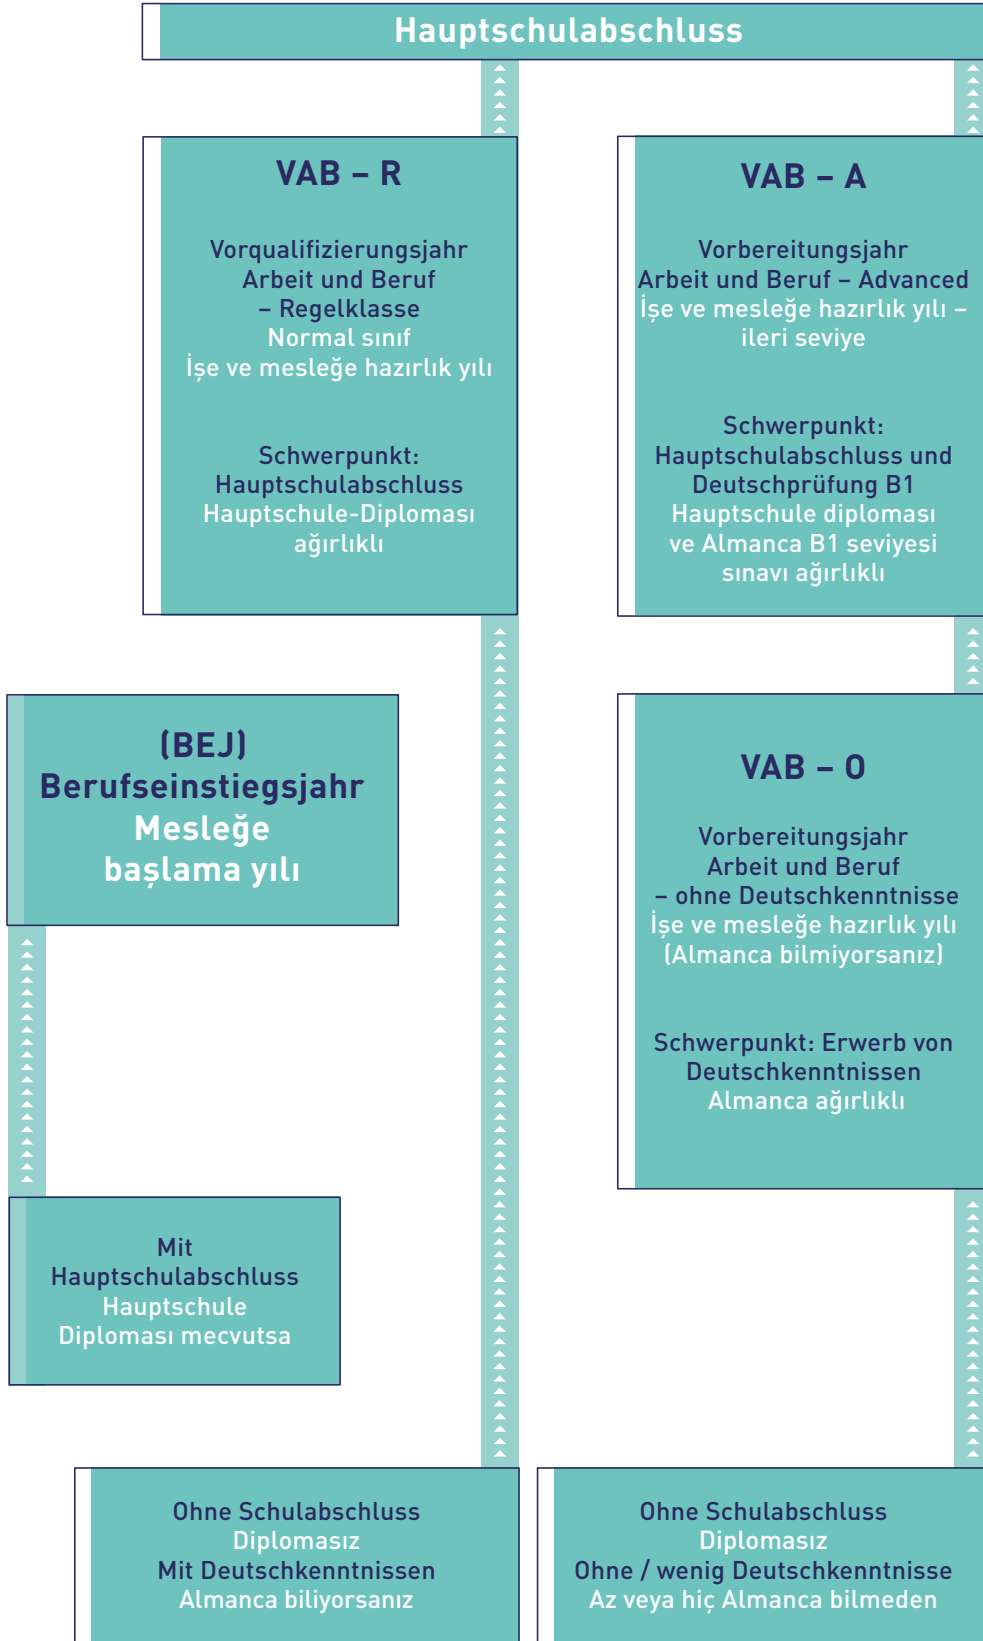 Hauptschulabschluss
VAB – R
Vorqualifizierungsjahr
Arbeit und Beruf
– Regelklasse
Normal sınıf
İşe ve mesleğe hazırlık yılı
Schwerpunkt:
Hauptschulabschluss
Hauptschule-Diploması
ağırlıklı
VAB – A
Vorbereitungsjahr
Arbeit und Beruf – Advanced
İşe ve mesleğe hazırlık yılı –
ileri seviye
Schwerpunkt:
Hauptschulabschluss und
Deutschprüfung B1
Hauptschule diploması
ve Almanca B1 seviyesi
sınavı ağırlıklı
(BEJ)
Berufseinstiegsjahr
Mesleğe
başlama yılı
VAB – O
Vorbereitungsjahr
Arbeit und Beruf
– ohne Deutschkenntnisse
İşe ve mesleğe hazırlık yılı
(Almanca bilmiyorsanız)
Schwerpunkt: Erwerb von
Deutschkenntnissen
Almanca ağırlıklı
Mit
Hauptschulabschluss
Hauptschule
Diploması mecvutsa
Ohne Schulabschluss
Diplomasız
Mit Deutschkenntnissen
Almanca biliyorsanız
Ohne Schulabschluss
Diplomasız
Ohne / wenig Deutschkenntnisse
Az veya hiç Almanca bilmeden